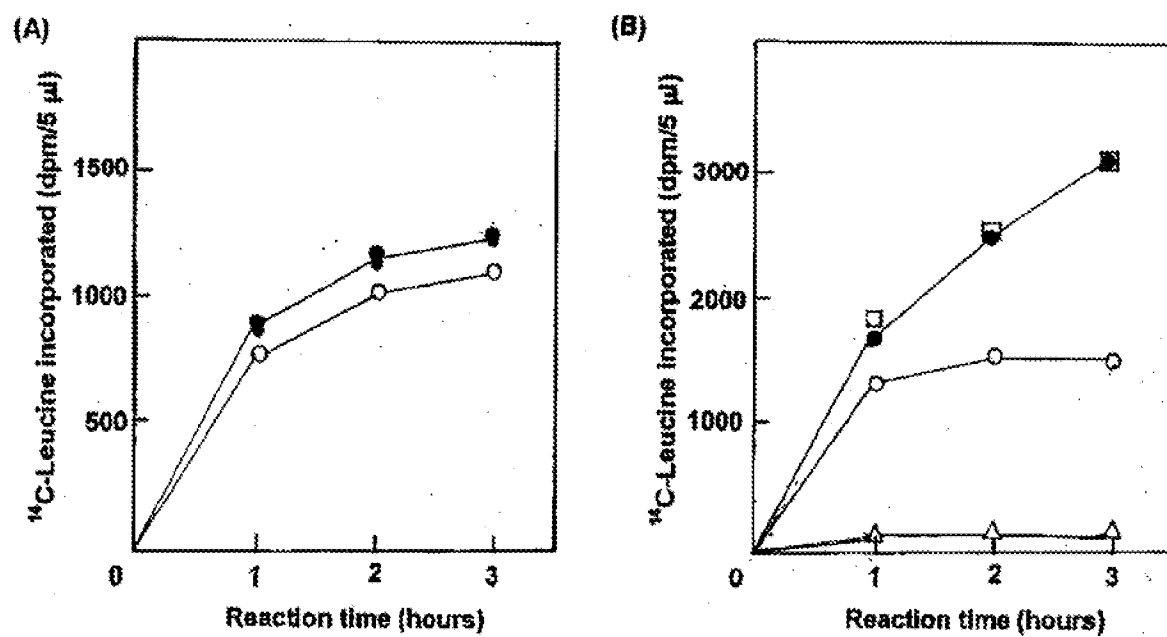 (A)
¹⁴C-Leucine incorporated (dpm/5 µl)
1500
1000
500
0
1
2
3
Reaction time (hours)
(B)
¹⁴C-Leucine incorporated (dpm/5 µl)
3000
2000
1000
0
1
2
3
Reaction time (hours)